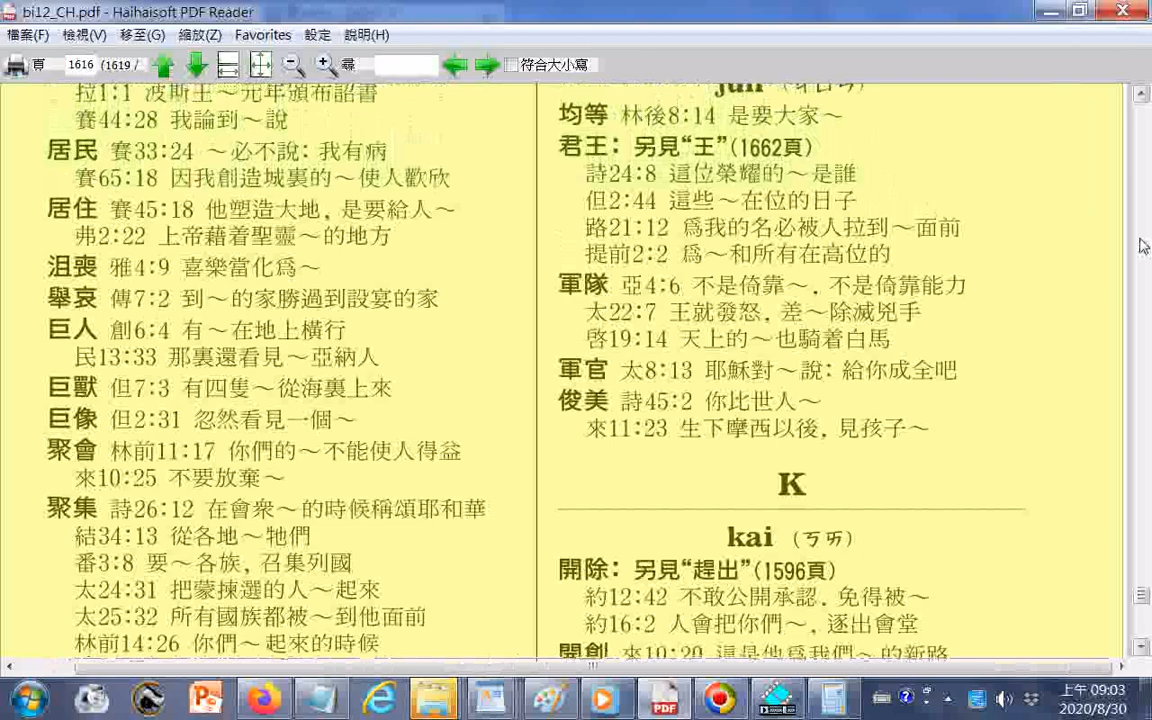 bi12_CH.pdf - Haihaisoft PDF Reader
檔案(F) 檢視(V) 移至(G) 縮放(Z) Favorites 設定 說明(H)
頁 1616 (1619 / 尋 符合大小寫
拉1:1 波斯王～元年頒布詔書
賽44:28 我論到～說
居民 賽33:24 ～必不說: 我有病
賽65:18 因我創造城裏的～使人歡欣
居住 賽45:18 他塑造大地, 是要給人～
弗2:22 上帝藉着聖靈～的地方
沮喪 雅4:9 喜樂當化爲～
舉哀 傳7:2 到～的家勝過到設宴的家
巨人 創6:4 有～在地上橫行
民13:33 那裏還看見～亞納人
巨獸 但7:3 有四隻～從海裏上來
巨像 但2:31 忽然看見一個～
聚會 林前11:17 你們的～不能使人得益
來10:25 不要放棄～
聚集 詩26:12 在會衆～的時候稱頌耶和華
結34:13 從各地～牠們
番3:8 要～各族, 召集列國
太24:31 把蒙揀選的人～起來
太25:32 所有國族都被～到他面前
林前14:26 你們～起來的時候
jun
均等 林後8:14 是要大家～
君王: 另見“王”(1662頁)
詩24:8 這位榮耀的～是誰
但2:44 這些～在位的日子
路21:12 爲我的名必被人拉到～面前
提前2:2 爲～和所有在高位的
軍隊 亞4:6 不是倚靠～, 不是倚靠能力
太22:7 王就發怒, 差～除滅兇手
啓19:14 天上的～也騎着白馬
軍官 太8:13 耶穌對～說: 給你成全吧
俊美 詩45:2 你比世人～
來11:23 生下摩西以後, 見孩子～
K
kai (ㄎㄞ)
開除: 另見“趕出”(1596頁)
約12:42 不敢公開承認, 免得被～
約16:2 人會把你們～, 逐出會堂
開創 來10:20 這是他爲我們～的新路
上午 09:03
2020/8/30